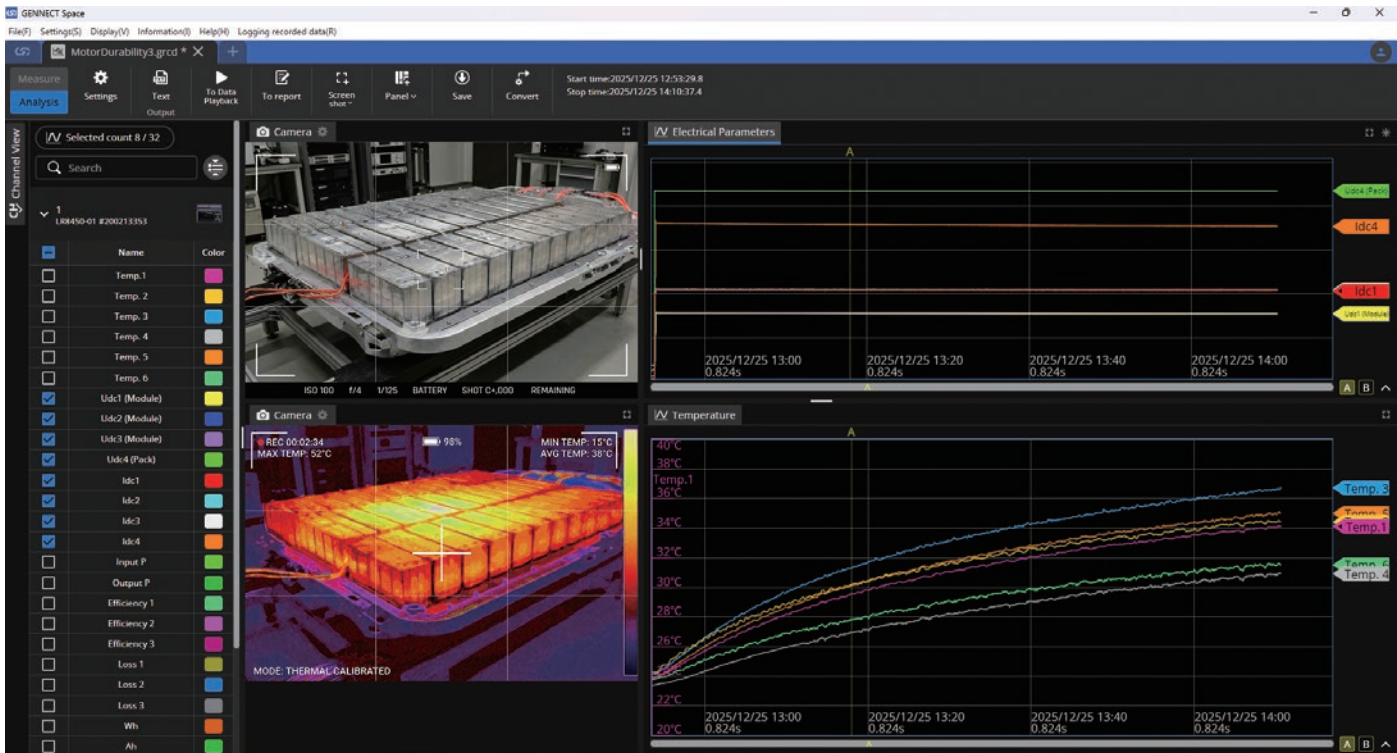 GENNECT Space
File(F) Settings(S) Display(V) Information(I) Help(H) Logging recorded data(R)
MotorDurability3.grcd *
Measure
Analysis
Settings
Text
Output
To Data Playback
To report
Screen shot
Panel
Save
Convert
Start time:2025/12/25 12:53:29.8
Stop time:2025/12/25 14:10:37.4
CH Channel View
Selected count 8 / 32
Search
1
LR8450-01 #200213353
Name Color
Temp.1
Temp. 2
Temp. 3
Temp. 4
Temp. 5
Temp. 6
Udc1 (Module)
Udc2 (Module)
Udc3 (Module)
Udc4 (Pack)
Idc1
Idc2
Idc3
Idc4
Input P
Output P
Efficiency 1
Efficiency 2
Efficiency 3
Loss 1
Loss 2
Loss 3
Wh
Ah
Camera
ISO 100 f/4 1/125 BATTERY SHOT C+,000 REMAINING
Camera
REC 00:02:34
MAX TEMP: 52°C
98%
MIN TEMP: 15°C
AVG TEMP: 38°C
MODE: THERMAL CALIBRATED
Electrical Parameters
A
Udc4 (Pack)
Idc4
Idc1
Udc1 (Module)
2025/12/25 13:00 2025/12/25 13:20 2025/12/25 13:40 2025/12/25 14:00
0.824s 0.824s 0.824s 0.824s
A
A B
Temperature
A
40°C
38°C
Temp.1
36°C
34°C
32°C
30°C
28°C
26°C
22°C
20°C
Temp. 3
Temp.1
Temp. 6
Temp. 4
2025/12/25 13:00 2025/12/25 13:20 2025/12/25 13:40 2025/12/25 14:00
0.824s 0.824s 0.824s 0.824s
A
A B